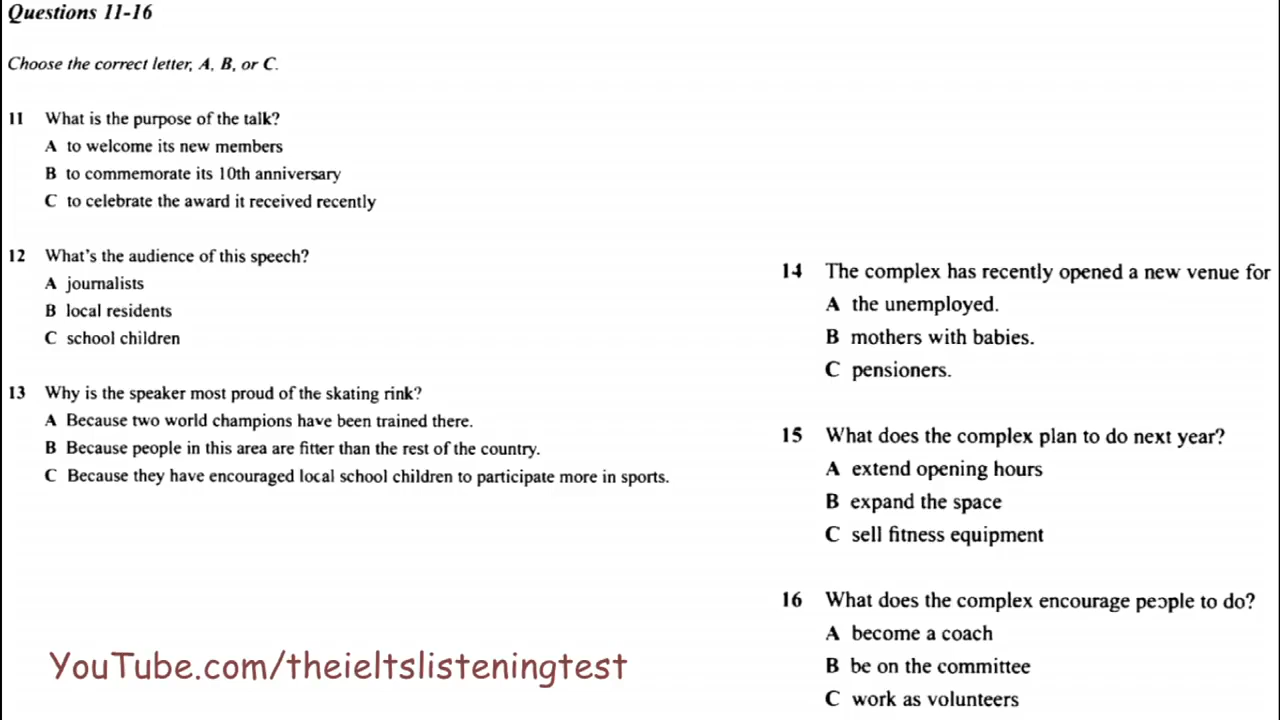 Questions 11-16
Choose the correct letter, A, B, or C.
11 What is the purpose of the talk?
A to welcome its new members
B to commemorate its 10th anniversary
C to celebrate the award it received recently
12 What's the audience of this speech?
A journalists
B local residents
C school children
13 Why is the speaker most proud of the skating rink?
A Because two world champions have been trained there.
B Because people in this area are fitter than the rest of the country.
C Because they have encouraged local school children to participate more in sports.
14 The complex has recently opened a new venue for
A the unemployed.
B mothers with babies.
C pensioners.
15 What does the complex plan to do next year?
A extend opening hours
B expand the space
C sell fitness equipment
16 What does the complex encourage people to do?
A become a coach
B be on the committee
C work as volunteers
YouTube.com/theieltslisteningtest